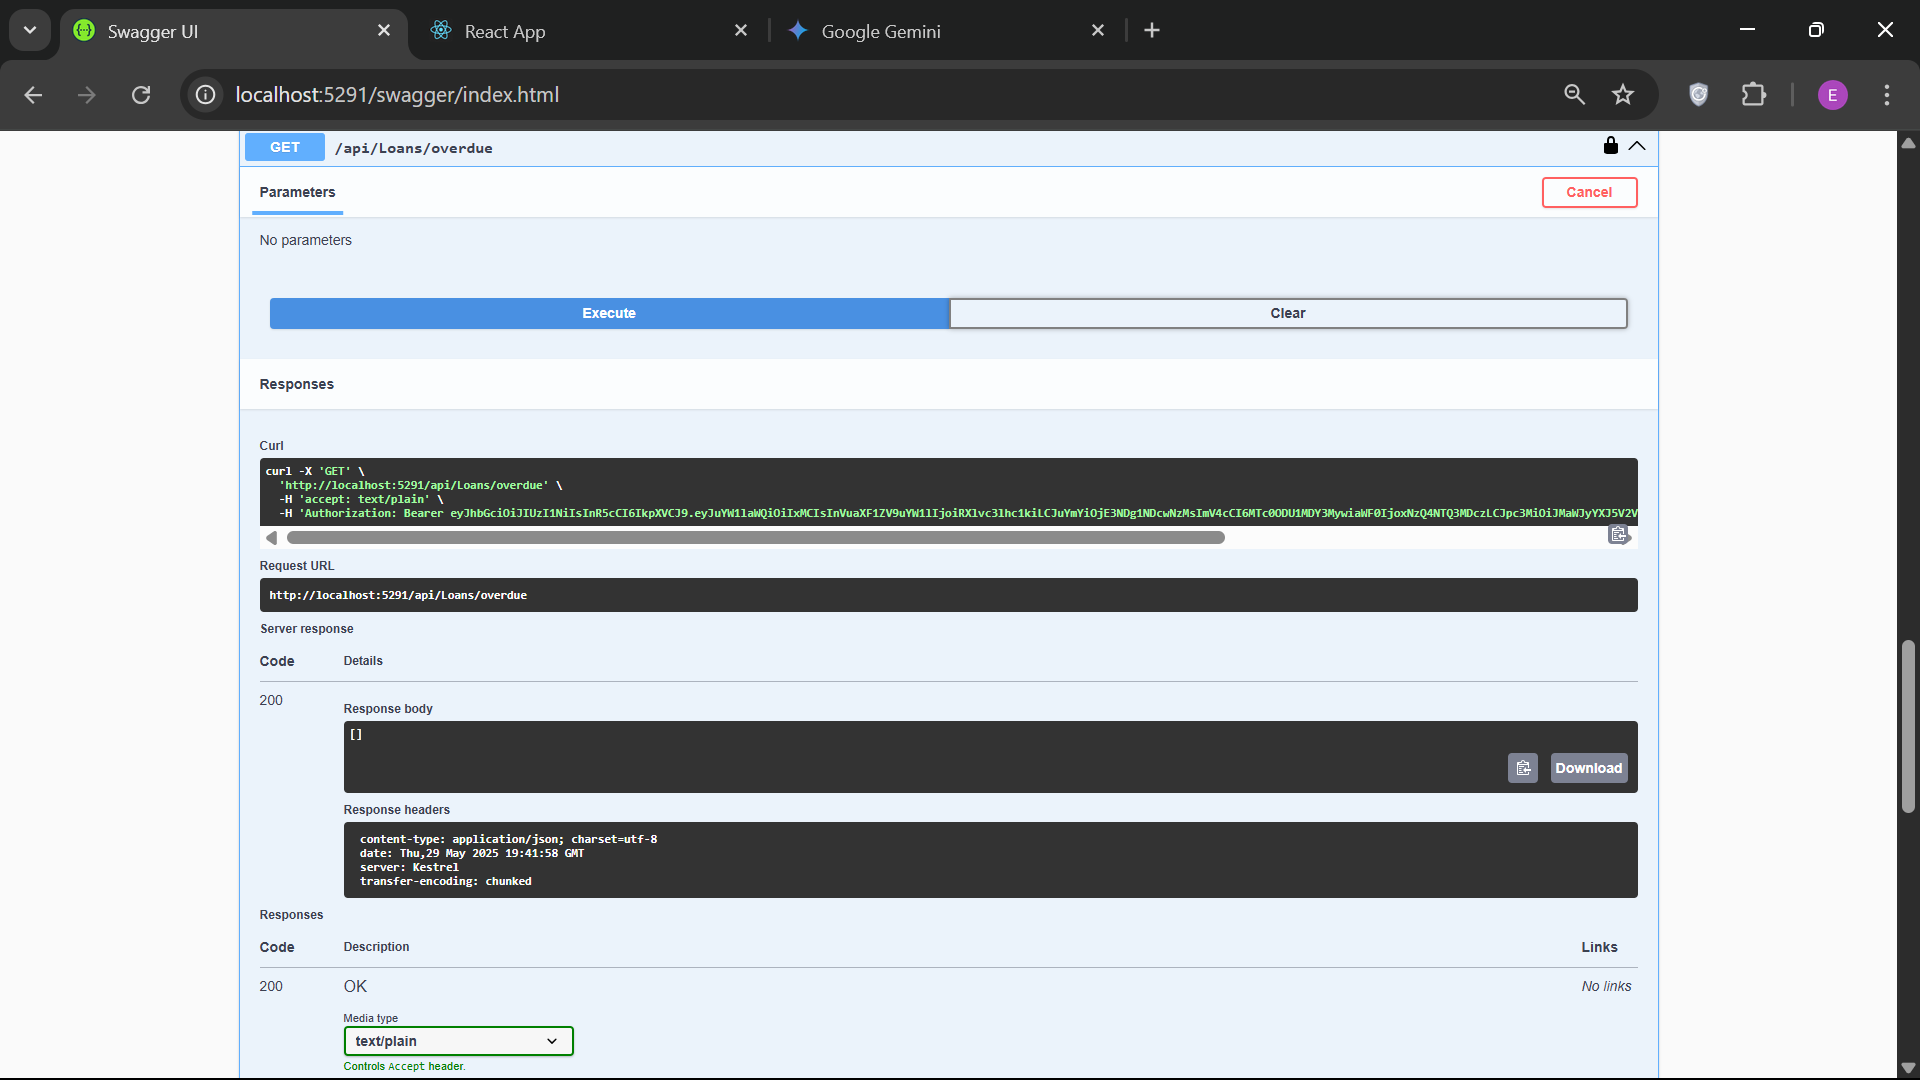 Swagger UI
React App
Google Gemini
localhost:5291/swagger/index.html
E
GET /api/Loans/overdue
Parameters
Cancel
No parameters
Execute
Clear
Responses
Curl
curl -X 'GET' \
'http://localhost:5291/api/Loans/overdue' \
-H 'accept: text/plain' \
-H 'Authorization: Bearer
Request URL
http://localhost:5291/api/Loans/overdue
Server response
Code Details
200
Response body
[]
Download
Response headers
content-type: application/json; charset=utf-8
date: Thu,29 May 2025 19:41:58 GMT
server: Kestrel
transfer-encoding: chunked
Responses
Code Description Links
200 OK No links
Media type
text/plain
Controls Accept header.